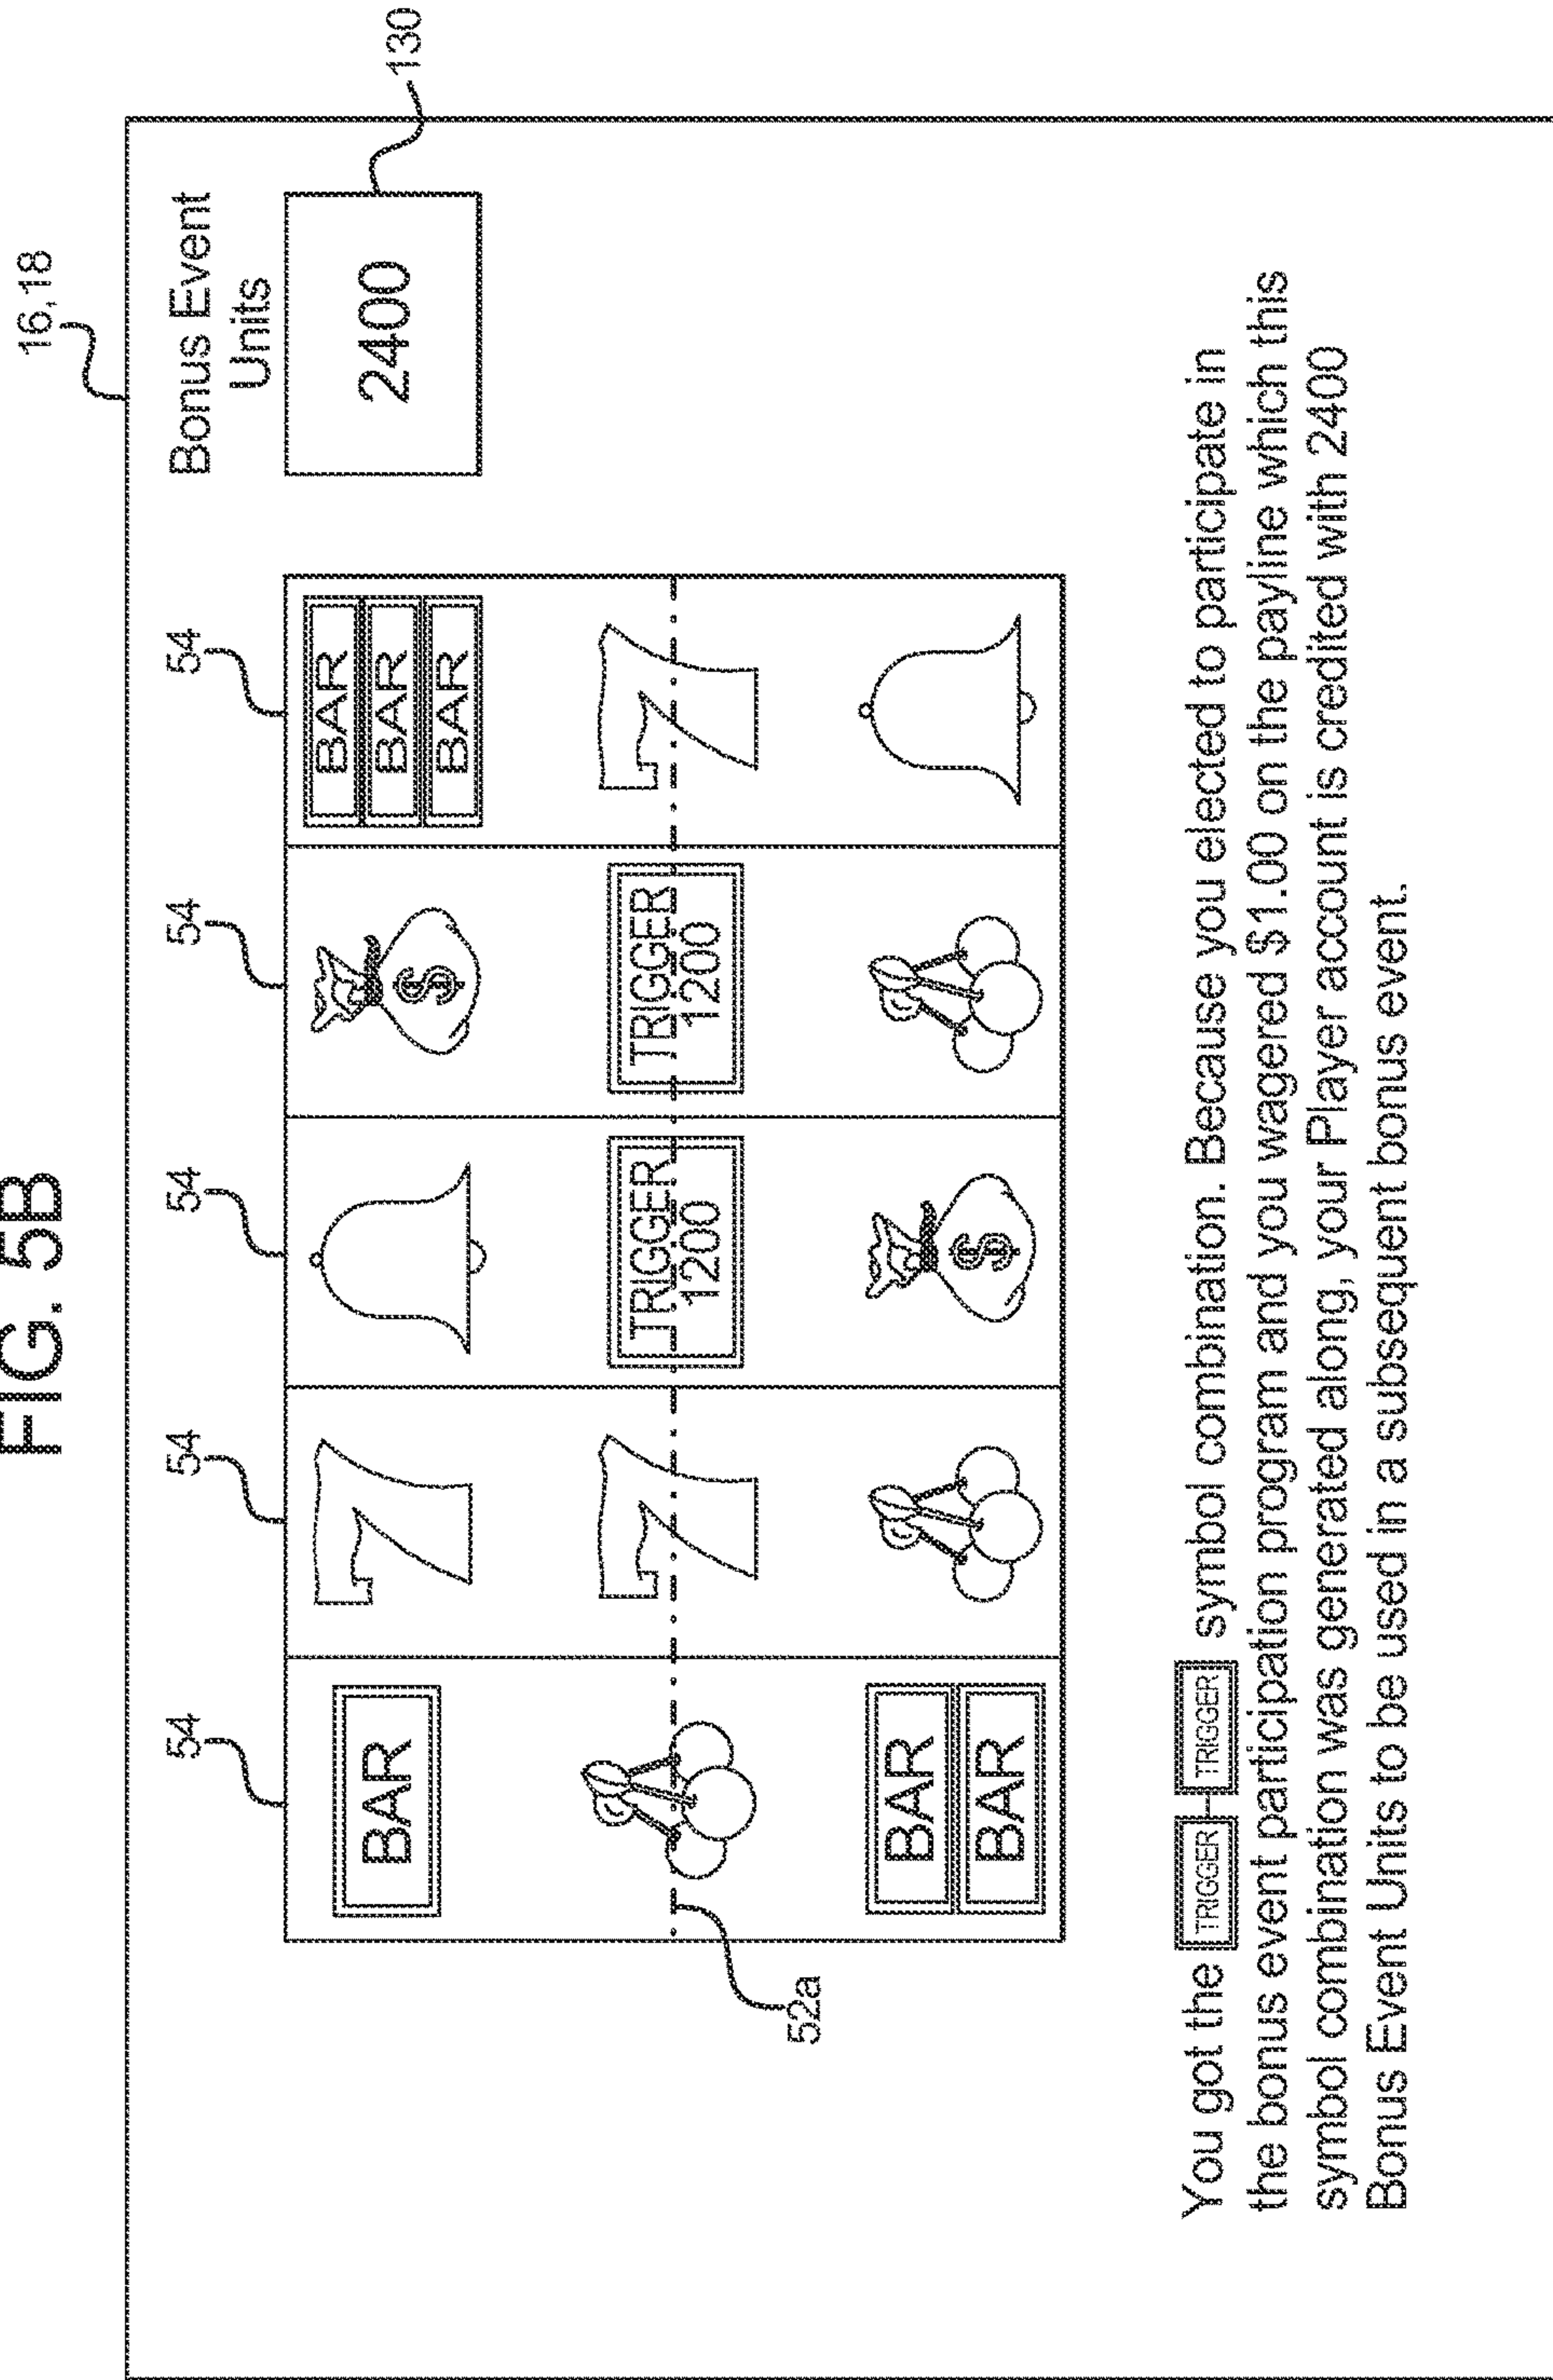 FIG. 5B
16,18
Bonus Event
Units
2400
130
54
54
54
54
54
BAR
BAR
BAR
BAR
TRIGGER
1200
TRIGGER
1200
BAR
BAR
52a
You got the TRIGGER TRIGGER symbol combination. Because you elected to participate in
the bonus event participation program and you wagered $1.00 on the payline which this
symbol combination was generated along, your Player account is credited with 2400
Bonus Event Units to be used in a subsequent bonus event.